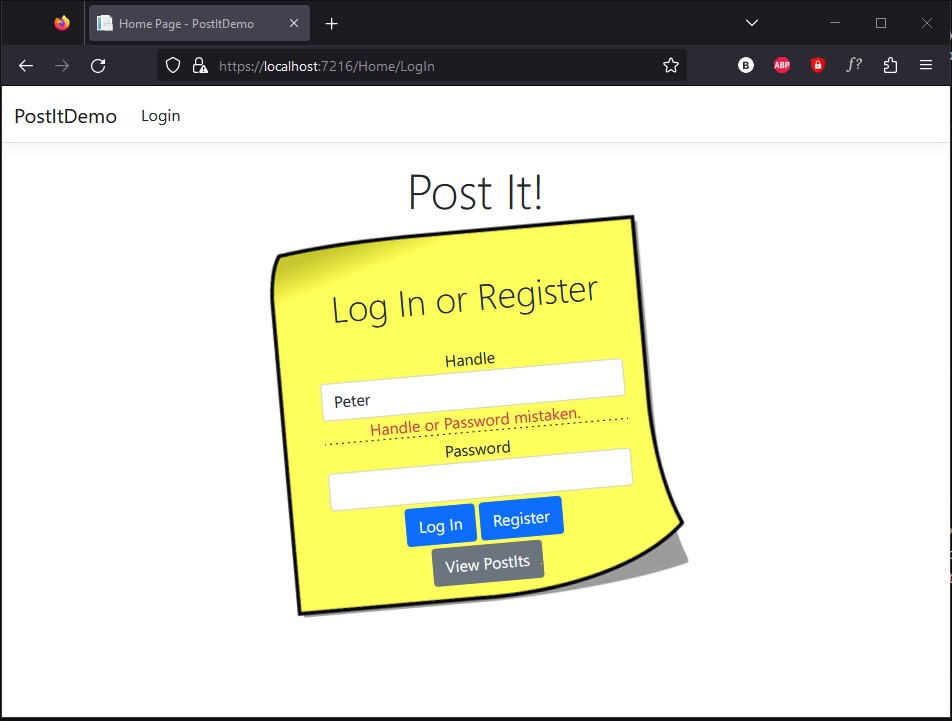 Home Page - PostItDemo
https://localhost:7216/Home/LogIn
B
ABP
f?
PostItDemo
Login
Post It!
Log In or Register
Handle
Peter
Handle or Password mistaken.
Password
Log In
Register
View PostIts